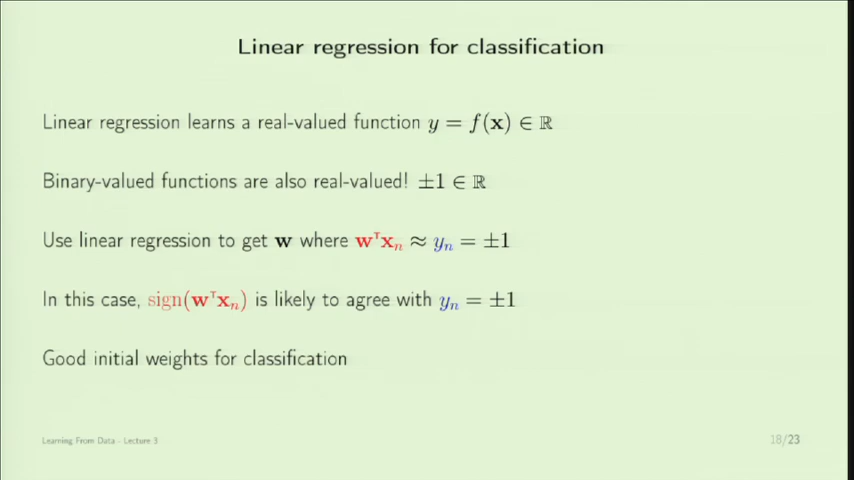 Linear regression for classification
Linear regression learns a real-valued function y = f(x) ∈ ℝ
Binary-valued functions are also real-valued! ±1 ∈ ℝ
Use linear regression to get w where wᵀxₙ ≈ yₙ = ±1
In this case, sign(wᵀxₙ) is likely to agree with yₙ = ±1
Good initial weights for classification
Learning From Data - Lecture 3
18/23